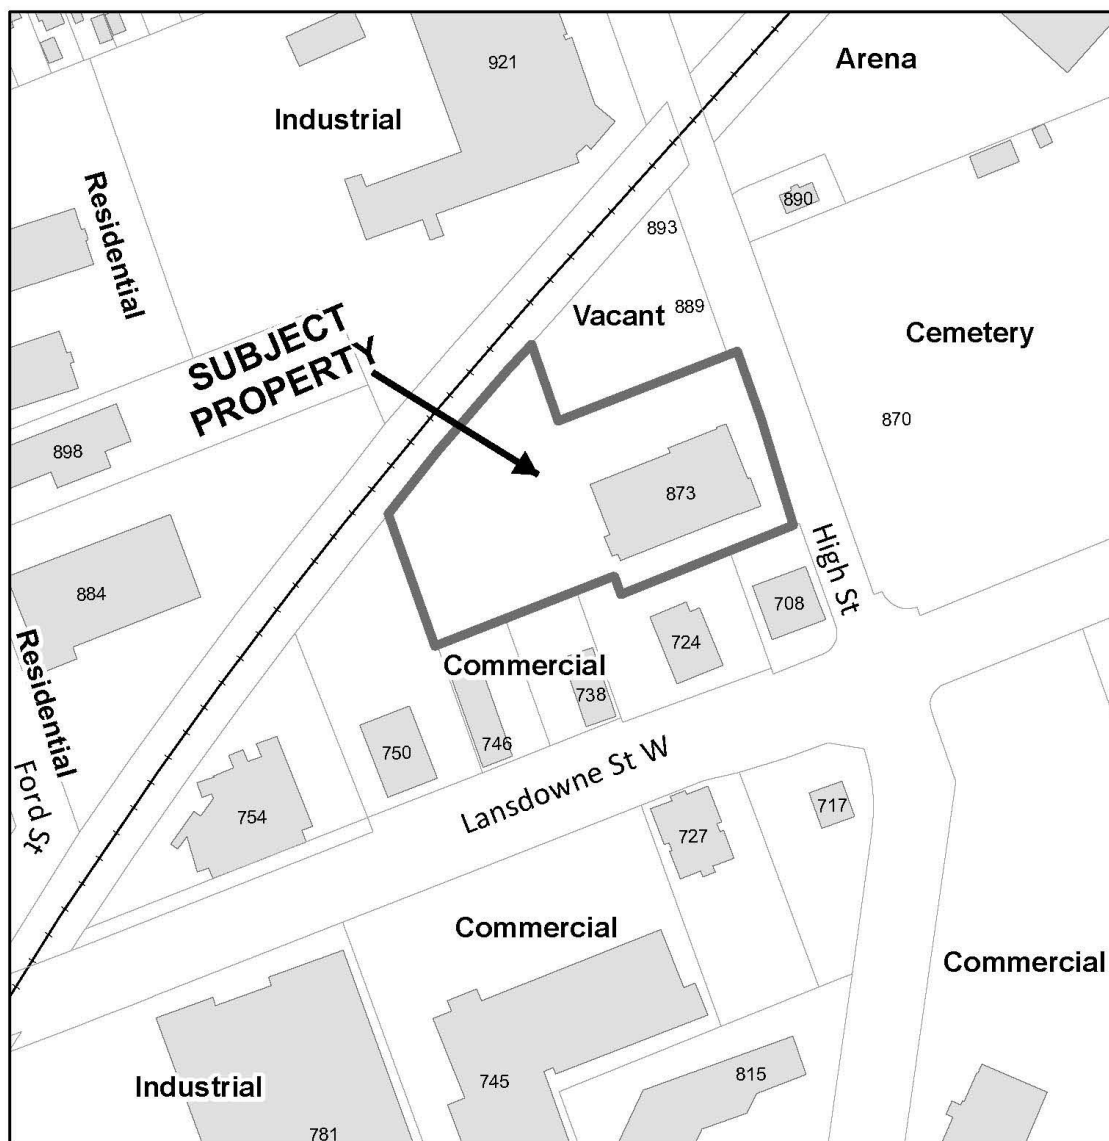 921
Arena
Industrial
Residential
890
893
Vacant
889
Cemetery
SUBJECT
PROPERTY
870
898
873
High St
884
708
724
Residential
Commercial
738
746
750
Lansdowne St W
Ford St
754
717
727
Commercial
Commercial
Industrial
745
815
781